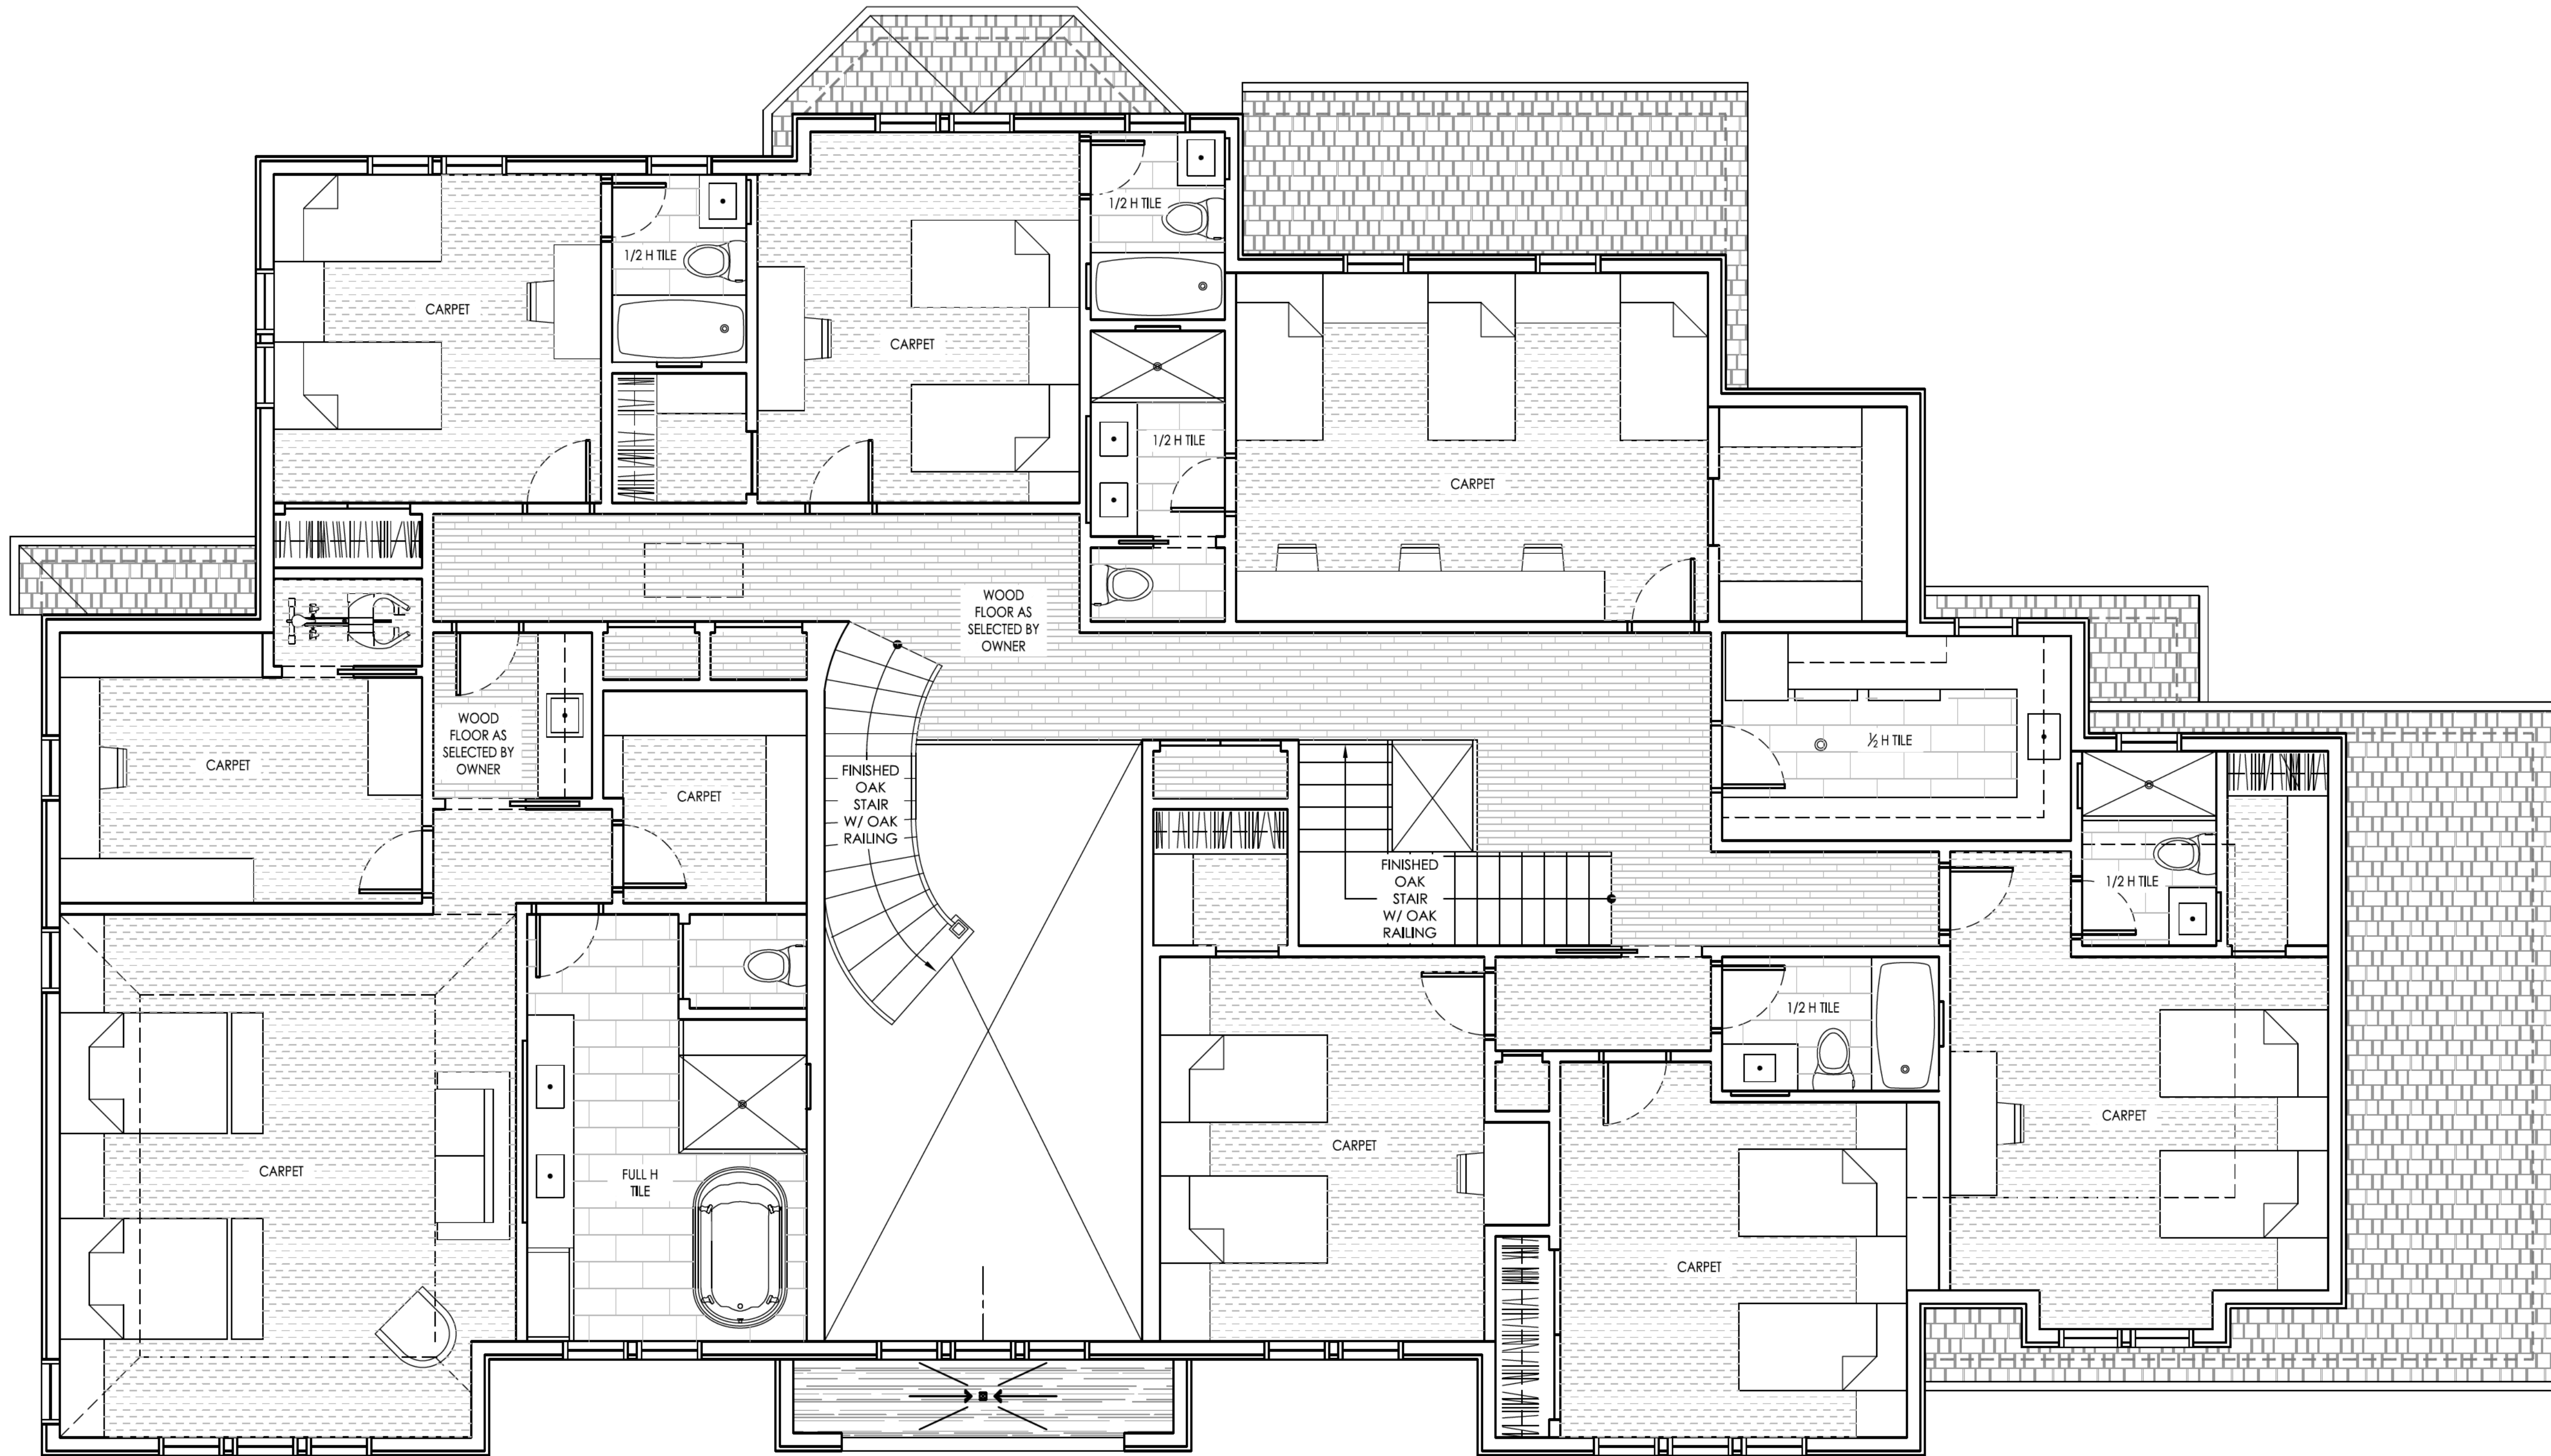 1/2 H TILE
1/2 H TILE
CARPET
CARPET
1/2 H TILE
CARPET
WOOD
FLOOR AS
SELECTED BY
OWNER
WOOD
FLOOR AS
SELECTED BY
OWNER
CARPET
CARPET
FINISHED
OAK
STAIR
W/ OAK
RAILING
½ H TILE
FINISHED
OAK
STAIR
W/ OAK
RAILING
1/2 H TILE
1/2 H TILE
CARPET
FULL H
TILE
CARPET
CARPET
CARPET